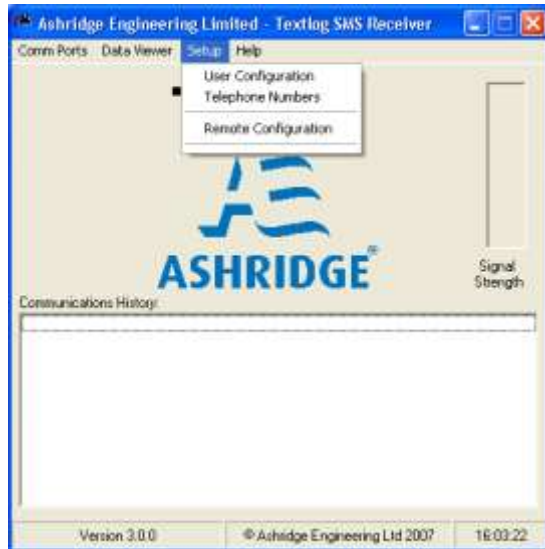 Ashridge Engineering Limited - Textlog SMS Receiver
Comm Ports Data Viewer Setup Help
User Configuration
Telephone Numbers
Remote Configuration
ASHRIDGE®
Signal
Strength
Communications History:
Version 3.0.0 © Ashridge Engineering Ltd 2007 16:03:22